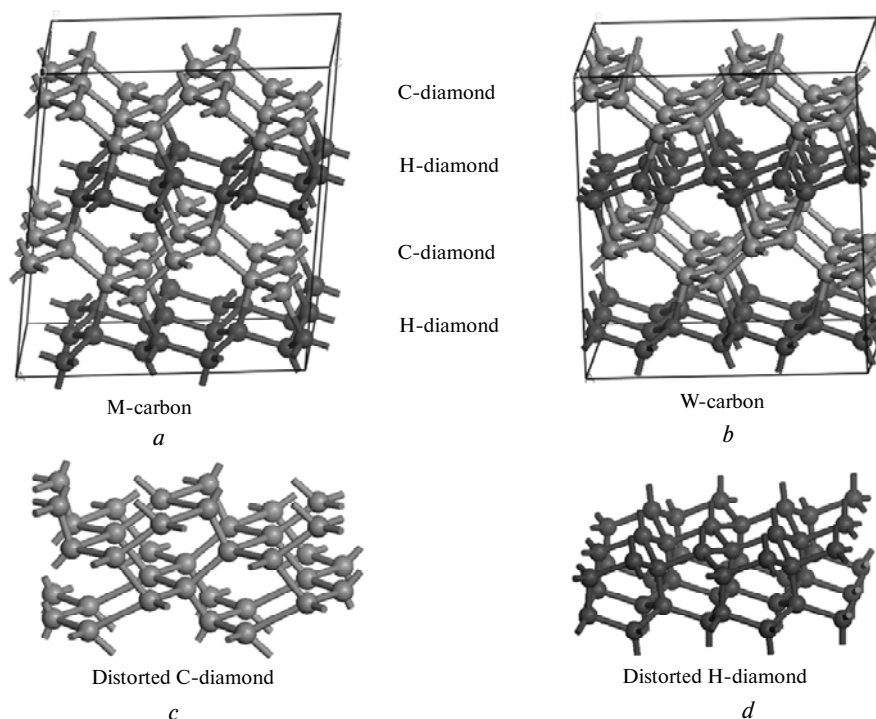 C-diamond
H-diamond
C-diamond
H-diamond
M-carbon
W-carbon
a
b
Distorted C-diamond
Distorted H-diamond
c
d